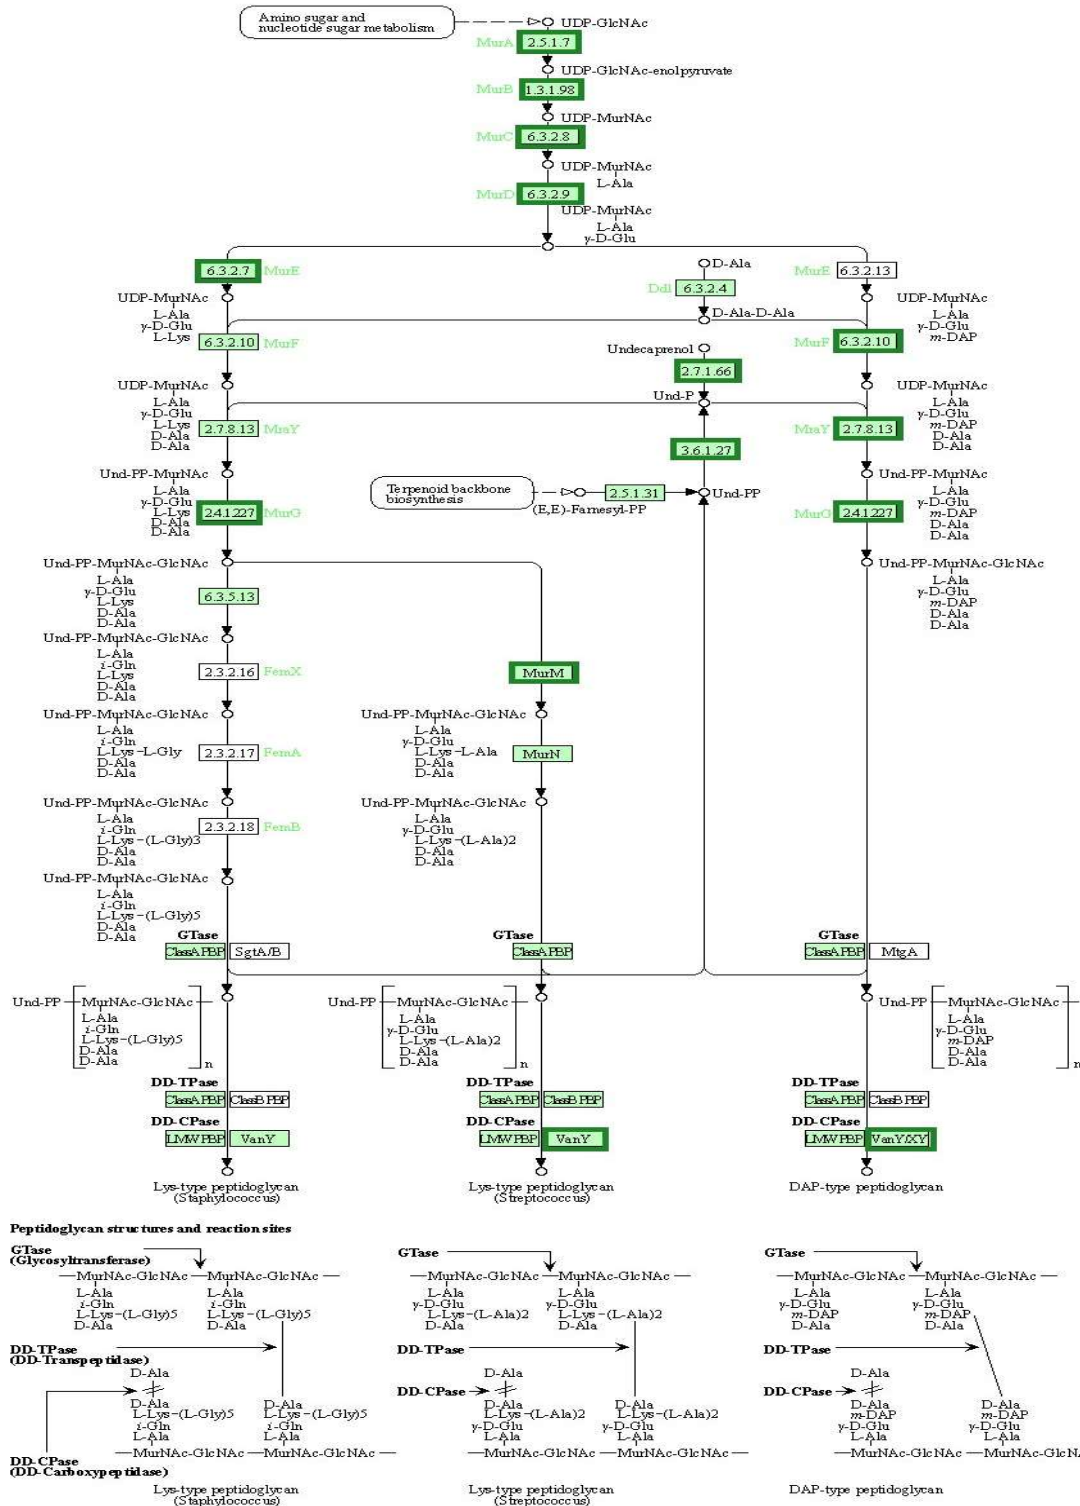 Amino sugar and
nucleotide sugar metabolism
UDP-GlcNAc
MurA 2.5.1.7
UDP-GlcNAc-enolpyruvate
MurB 1.3.1.98
UDP-MurNAc
MurC 6.3.2.8
UDP-MurNAc
L-Ala
MurD 6.3.2.9
UDP-MurNAc
L-Ala
γ-D-Glu
6.3.2.7 MurE
D-Ala
Ddl 6.3.2.4
MurE 6.3.2.13
UDP-MurNAc
L-Ala
γ-D-Glu
L-Lys
D-Ala-D-Ala
UDP-MurNAc
L-Ala
γ-D-Glu
m-DAP
6.3.2.10 MurF
Undecaprenol
MurF 6.3.2.10
2.7.1.66
UDP-MurNAc
L-Ala
γ-D-Glu
L-Lys
D-Ala
D-Ala
Und-P
UDP-MurNAc
L-Ala
γ-D-Glu
m-DAP
D-Ala
D-Ala
2.7.8.13 MraY
3.6.1.27
MraY 2.7.8.13
Und-PP-MurNAc
L-Ala
γ-D-Glu
L-Lys
D-Ala
D-Ala
Terpenoid backbone
biosynthesis
2.5.1.31
(E,E)-Farnesyl-PP
Und-PP
Und-PP-MurNAc
L-Ala
γ-D-Glu
m-DAP
D-Ala
D-Ala
2.4.1.227 MurG
MurG 2.4.1.227
Und-PP-MurNAc-GlcNAc
L-Ala
γ-D-Glu
L-Lys
D-Ala
D-Ala
Und-PP-MurNAc-GlcNAc
L-Ala
γ-D-Glu
m-DAP
D-Ala
D-Ala
6.3.5.13
Und-PP-MurNAc-GlcNAc
L-Ala
i-Gln
L-Lys
D-Ala
D-Ala
2.3.2.16 FemX
MurM
Und-PP-MurNAc-GlcNAc
L-Ala
i-Gln
L-Lys-L-Gly
D-Ala
D-Ala
2.3.2.17 FemA
Und-PP-MurNAc-GlcNAc
L-Ala
γ-D-Glu
L-Lys-L-Ala
D-Ala
D-Ala
MurN
Und-PP-MurNAc-GlcNAc
L-Ala
i-Gln
L-Lys-(L-Gly)3
D-Ala
D-Ala
2.3.2.18 FemB
Und-PP-MurNAc-GlcNAc
L-Ala
γ-D-Glu
L-Lys-(L-Ala)2
D-Ala
D-Ala
Und-PP-MurNAc-GlcNAc
L-Ala
i-Gln
L-Lys-(L-Gly)5
D-Ala
D-Ala
GTase
ClassA PBP SgtA/B
GTase
ClassA PBP
GTase
ClassA PBP MtgA
Und-PP MurNAc-GlcNAc
L-Ala
i-Gln
L-Lys-(L-Gly)5
D-Ala
D-Ala
n
Und-PP MurNAc-GlcNAc
L-Ala
γ-D-Glu
L-Lys-(L-Ala)2
D-Ala
D-Ala
n
Und-PP MurNAc-GlcNAc
L-Ala
γ-D-Glu
m-DAP
D-Ala
D-Ala
n
DD-TPase
ClassA PBP ClassB PBP
DD-TPase
ClassA PBP ClassB PBP
DD-TPase
ClassA PBP ClassB PBP
DD-CPase
LMW PBP VanY
DD-CPase
LMW PBP VanY
DD-CPase
LMW PBP VanY/XY
Lys-type peptidoglycan
(Staphylococcus)
Lys-type peptidoglycan
(Streptococcus)
DAP-type peptidoglycan
Peptidoglycan structures and reaction sites
GTase
(Glycosyltransferase)
MurNAc-GlcNAc MurNAc-GlcNAc
L-Ala L-Ala
i-Gln i-Gln
L-Lys-(L-Gly)5 L-Lys-(L-Gly)5
D-Ala
DD-TPase
(DD-Transpeptidase)
D-Ala
D-Ala D-Ala
L-Lys-(L-Gly)5 L-Lys-(L-Gly)5
i-Gln i-Gln
L-Ala L-Ala
MurNAc-GlcNAc MurNAc-GlcNAc
DD-CPase
(DD-Carboxypeptidase)
Lys-type peptidoglycan
(Staphylococcus)
GTase
MurNAc-GlcNAc MurNAc-GlcNAc
L-Ala L-Ala
γ-D-Glu γ-D-Glu
L-Lys-(L-Ala)2 L-Lys-(L-Ala)2
D-Ala D-Ala
DD-TPase
D-Ala
DD-CPase
D-Ala D-Ala
L-Lys-(L-Ala)2 L-Lys-(L-Ala)2
γ-D-Glu γ-D-Glu
L-Ala L-Ala
MurNAc-GlcNAc MurNAc-GlcNAc
Lys-type peptidoglycan
(Streptococcus)
GTase
MurNAc-GlcNAc MurNAc-GlcNAc
L-Ala L-Ala
γ-D-Glu γ-D-Glu
m-DAP m-DAP
D-Ala D-Ala
DD-TPase
D-Ala
DD-CPase
D-Ala D-Ala
m-DAP m-DAP
γ-D-Glu γ-D-Glu
L-Ala L-Ala
MurNAc-GlcNAc MurNAc-GlcNAc
DAP-type peptidoglycan